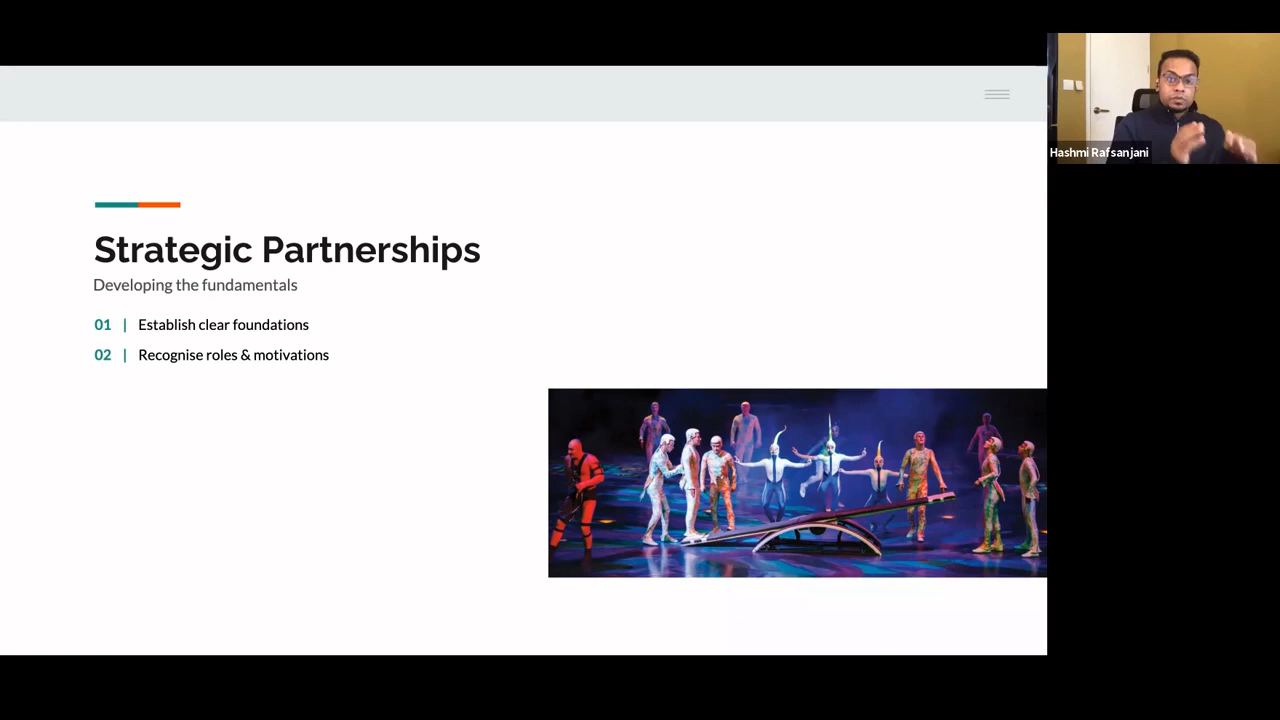 Strategic Partnerships
Developing the fundamentals
01 | Establish clear foundations
02 | Recognise roles & motivations
Hashmi Rafsanjani